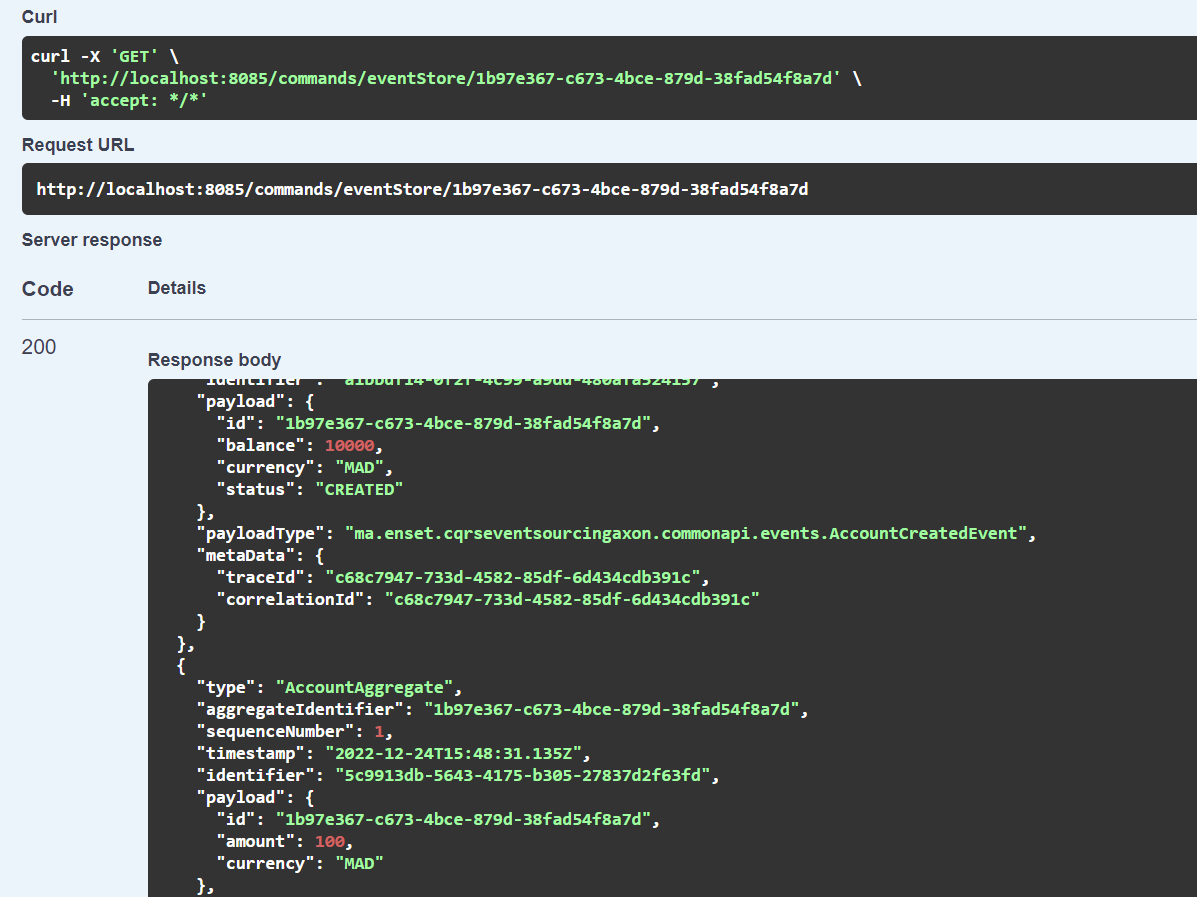 Curl
curl -X 'GET' \
'http://localhost:8085/commands/eventStore/1b97e367-c673-4bce-879d-38fad54f8a7d' \
-H 'accept: */*'
Request URL
http://localhost:8085/commands/eventStore/1b97e367-c673-4bce-879d-38fad54f8a7d
Server response
Code Details
200
Response body
"identifier":
"payload": {
"id": "1b97e367-c673-4bce-879d-38fad54f8a7d",
"balance": 10000,
"currency": "MAD",
"status": "CREATED"
},
"payloadType": "ma.enset.cqrseventsourcingaxon.commonapi.events.AccountCreatedEvent",
"metaData": {
"traceId": "c68c7947-733d-4582-85df-6d434cdb391c",
"correlationId": "c68c7947-733d-4582-85df-6d434cdb391c"
}
},
{
"type": "AccountAggregate",
"aggregateIdentifier": "1b97e367-c673-4bce-879d-38fad54f8a7d",
"sequenceNumber": 1,
"timestamp": "2022-12-24T15:48:31.135Z",
"identifier": "5c9913db-5643-4175-b305-27837d2f63fd",
"payload": {
"id": "1b97e367-c673-4bce-879d-38fad54f8a7d",
"amount": 100,
"currency": "MAD"
},